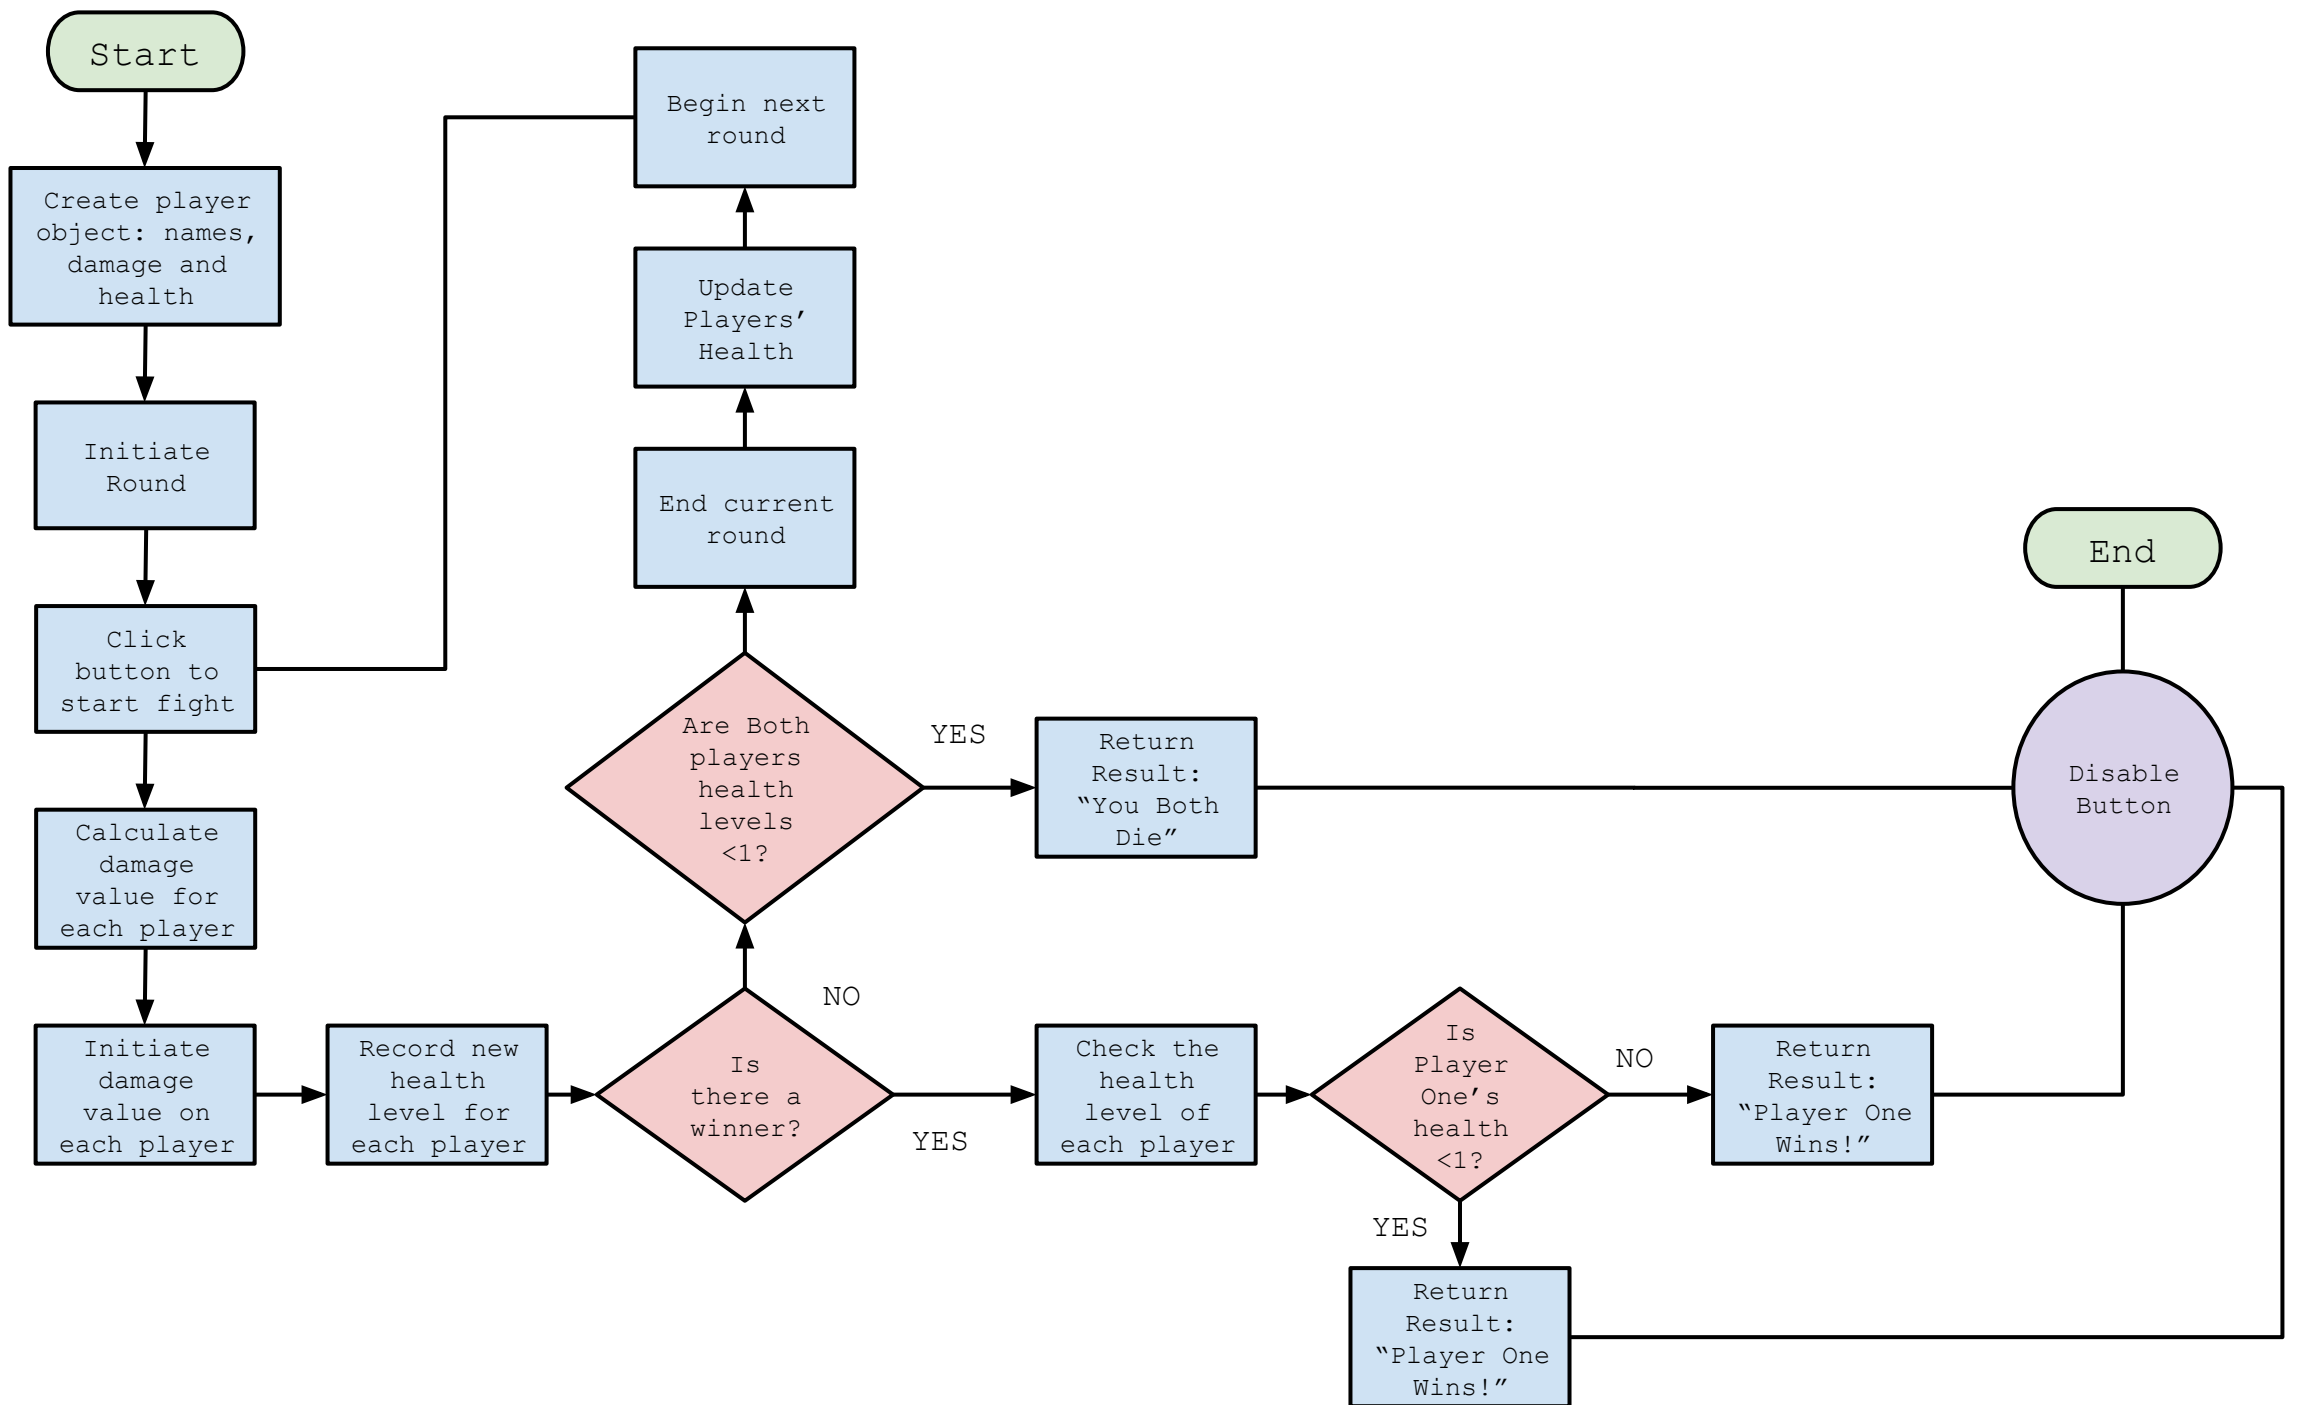 Start
Create player
object: names,
damage and
health
Initiate
Round
Click
button to
start fight
Calculate
damage
value for
each player
Initiate
damage
value on
each player
Record new
health
level for
each player
Is
there a
winner?
NO
YES
Are Both
players
health
levels
<1?
YES
End current
round
Update
Players’
Health
Begin next
round
Return
Result:
“You Both
Die”
Check the
health
level of
each player
Is
Player
One’s
health
<1?
NO
YES
Return
Result:
“Player One
Wins!”
Return
Result:
“Player One
Wins!”
Disable
Button
End